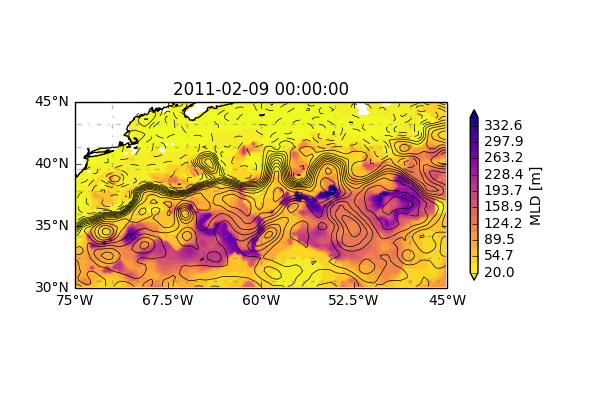 2011-02-09 00:00:00
45°N
40°N
35°N
30°N
75°W
67.5°W
60°W
52.5°W
45°W
332.6
297.9
263.2
228.4
193.7
158.9
124.2
89.5
54.7
20.0
MLD [m]